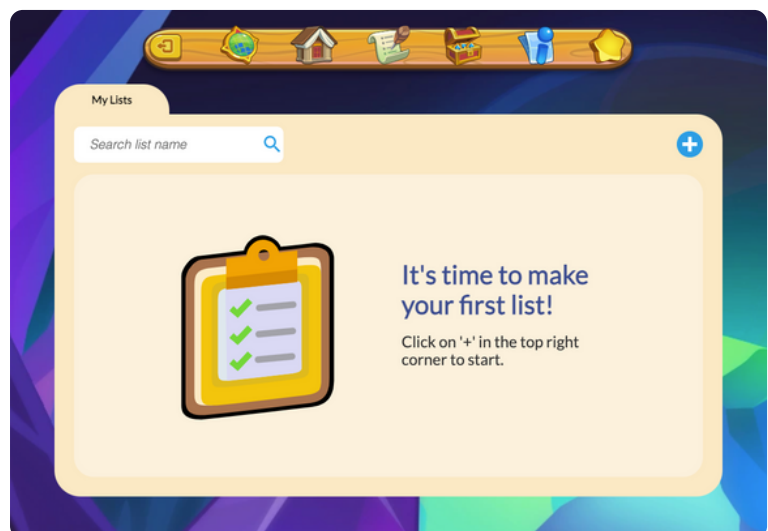 My Lists
Search list name
It's time to make
your first list!
Click on '+' in the top right
corner to start.